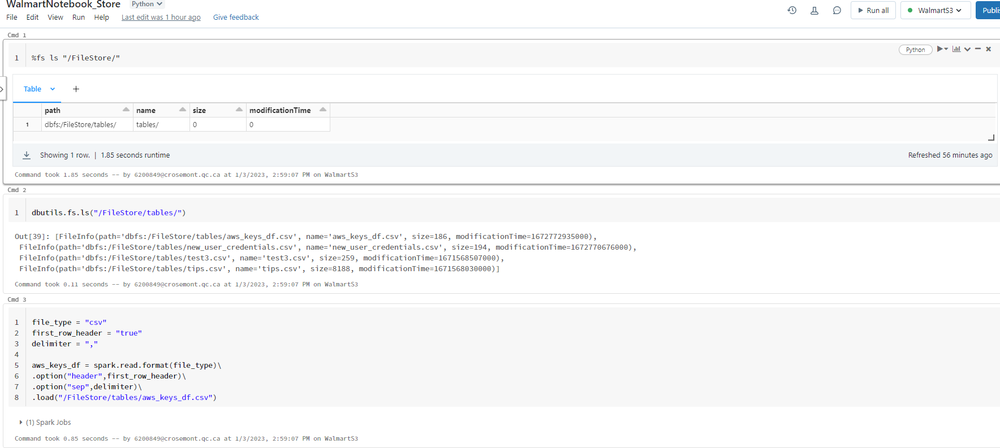 WalmartNotebook_Store Python
File Edit View Run Help Last edit was 1 hour ago Give feedback
Run all WalmartS3
Cmd 1
Python
1 %fs ls "/FileStore/"
Table +
path name size modificationTime
1 dbfs:/FileStore/tables/ tables/ 0 0
Showing 1 row. | 1.85 seconds runtime Refreshed 56 minutes ago
Command took 1.85 seconds -- by 6200849@crosemont.qc.ca at 1/3/2023, 2:59:07 PM on WalmartS3
Cmd 2
1 dbutils.fs.ls("/FileStore/tables/")
Out[39]: [FileInfo(path='dbfs:/FileStore/tables/aws_keys_df.csv', name='aws_keys_df.csv', size=186, modificationTime=1672772935000),
FileInfo(path='dbfs:/FileStore/tables/new_user_credentials.csv', name='new_user_credentials.csv', size=194, modificationTime=1672770676000),
FileInfo(path='dbfs:/FileStore/tables/test3.csv', name='test3.csv', size=259, modificationTime=1671568507000),
FileInfo(path='dbfs:/FileStore/tables/tips.csv', name='tips.csv', size=8188, modificationTime=1671568030000)]
Command took 0.11 seconds -- by 6200849@crosemont.qc.ca at 1/3/2023, 2:59:07 PM on WalmartS3
Cmd 3
1 file_type = "csv"
2 first_row_header = "true"
3 delimiter = ","
4
5 aws_keys_df = spark.read.format(file_type)\
6 .option("header",first_row_header)\
7 .option("sep",delimiter)\
8 .load("/FileStore/tables/aws_keys_df.csv")
(1) Spark Jobs
Command took 0.85 seconds -- by 6200849@crosemont.qc.ca at 1/3/2023, 2:59:07 PM on WalmartS3